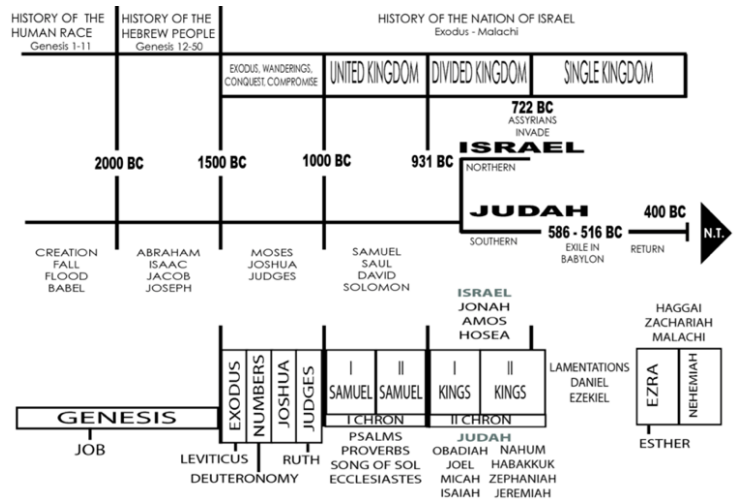 HISTORY OF THE HUMAN RACE
Genesis 1-11
HISTORY OF THE HEBREW PEOPLE
Genesis 12-50
HISTORY OF THE NATION OF ISRAEL
Exodus - Malachi
EXODUS, WANDERINGS,
CONQUEST, COMPROMISE
UNITED KINGDOM
DIVIDED KINGDOM
SINGLE KINGDOM
722 BC
ASSYRIANS
INVADE
ISRAEL
NORTHERN
2000 BC
1500 BC
1000 BC
931 BC
JUDAH
SOUTHERN
586 - 516 BC
EXILE IN
BABYLON
RETURN
400 BC
N.T.
CREATION
FALL
FLOOD
BABEL
ABRAHAM
ISAAC
JACOB
JOSEPH
MOSES
JOSHUA
JUDGES
SAMUEL
SAUL
DAVID
SOLOMON
ISRAEL
JONAH
AMOS
HOSEA
HAGGAI
ZACHARIAH
MALACHI
GENESIS
JOB
EXODUS
NUMBERS
JOSHUA
JUDGES
LEVITICUS
DEUTERONOMY
RUTH
I
SAMUEL
II
SAMUEL
I CHRON
PSALMS
PROVERBS
SONG OF SOL
ECCLESIASTES
I
KINGS
II
KINGS
II CHRON
JUDAH
OBADIAH
JOEL
MICAH
ISAIAH
NAHUM
HABAKKUK
ZEPHANIAH
JEREMIAH
LAMENTATIONS
DANIEL
EZEKIEL
EZRA
NEHEMIAH
ESTHER